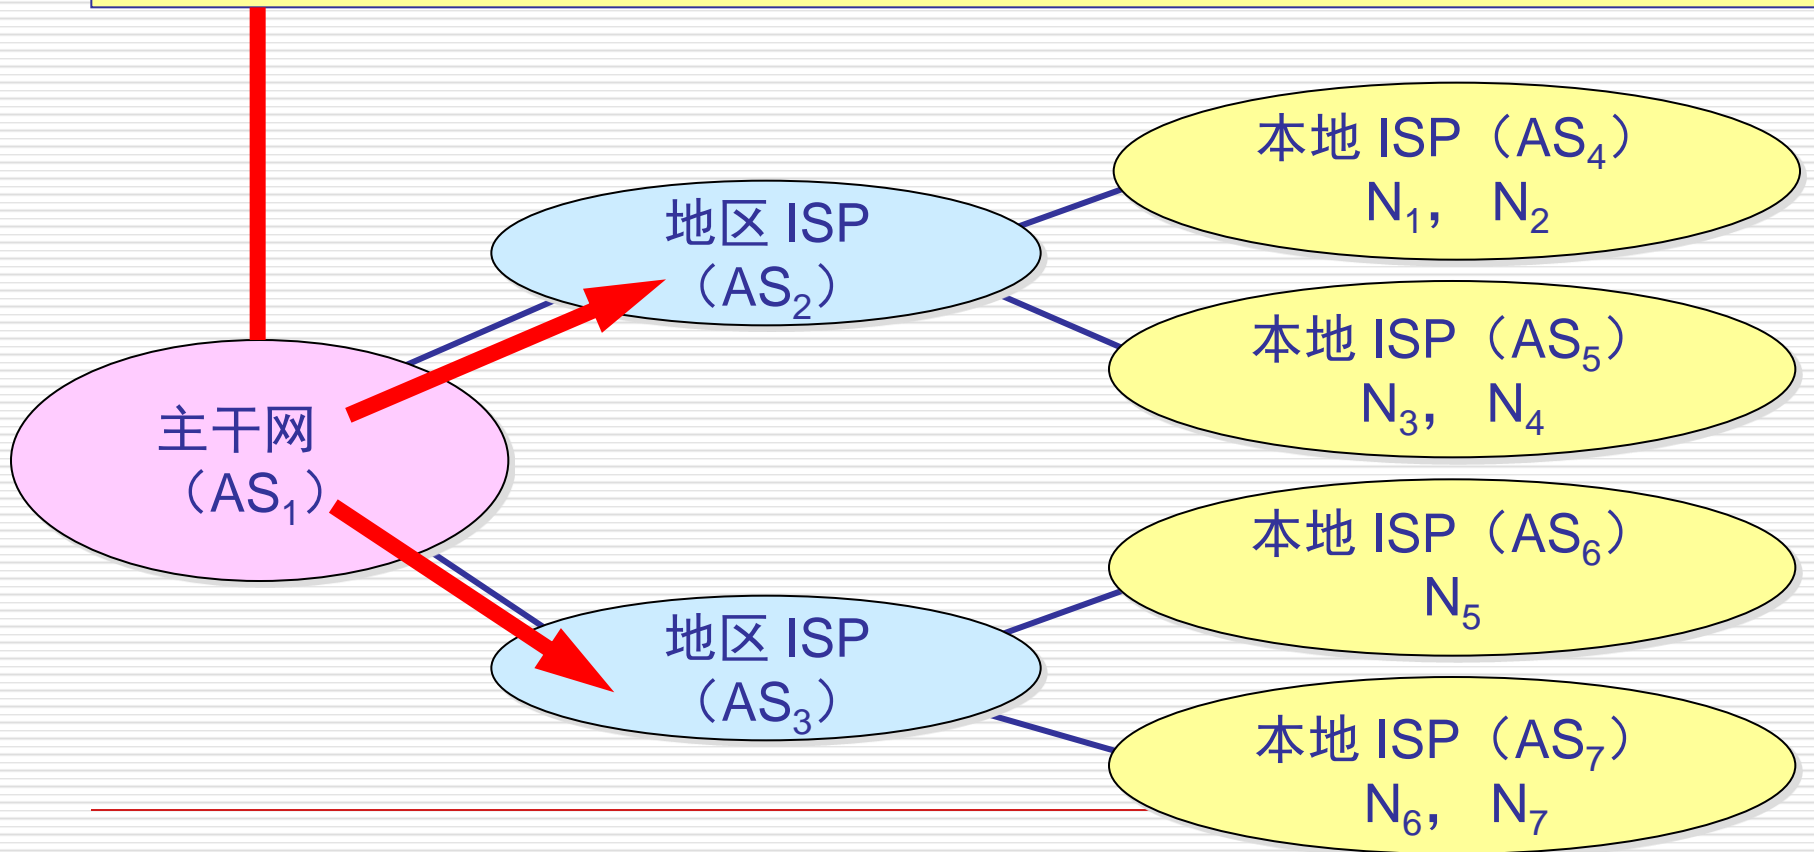 本地 ISP（AS4）
N1， N2
地区 ISP
（AS2）
本地 ISP（AS5）
N3， N4
主干网
（AS1）
本地 ISP（AS6）
N5
地区 ISP
（AS3）
本地 ISP（AS7）
N6， N7